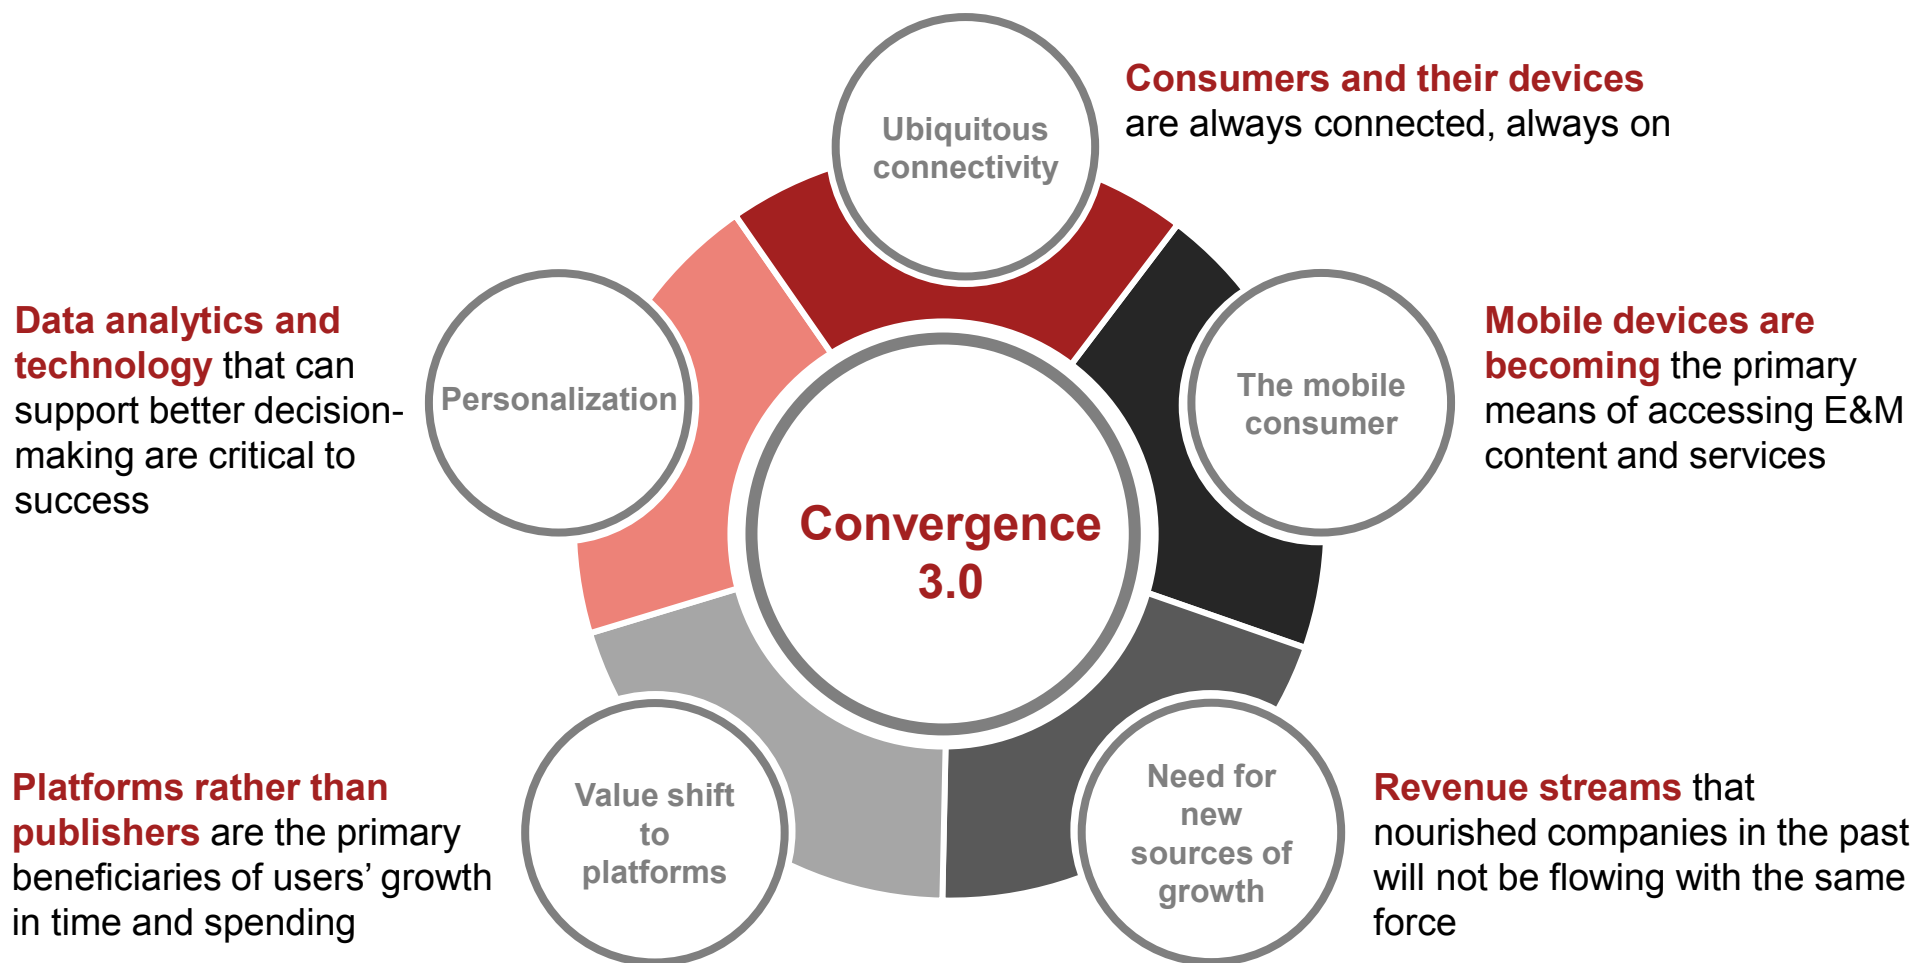 Ubiquitous
connectivity
Consumers and their devices
are always connected, always on
The mobile
consumer
Mobile devices are
becoming the primary
means of accessing E&M
content and services
Need for
new
sources of
growth
Revenue streams that
nourished companies in the past
will not be flowing with the same
force
Value shift
to
platforms
Platforms rather than
publishers are the primary
beneficiaries of users’ growth
in time and spending
Personalization
Data analytics and
technology that can
support better decision-
making are critical to
success
Convergence
3.0